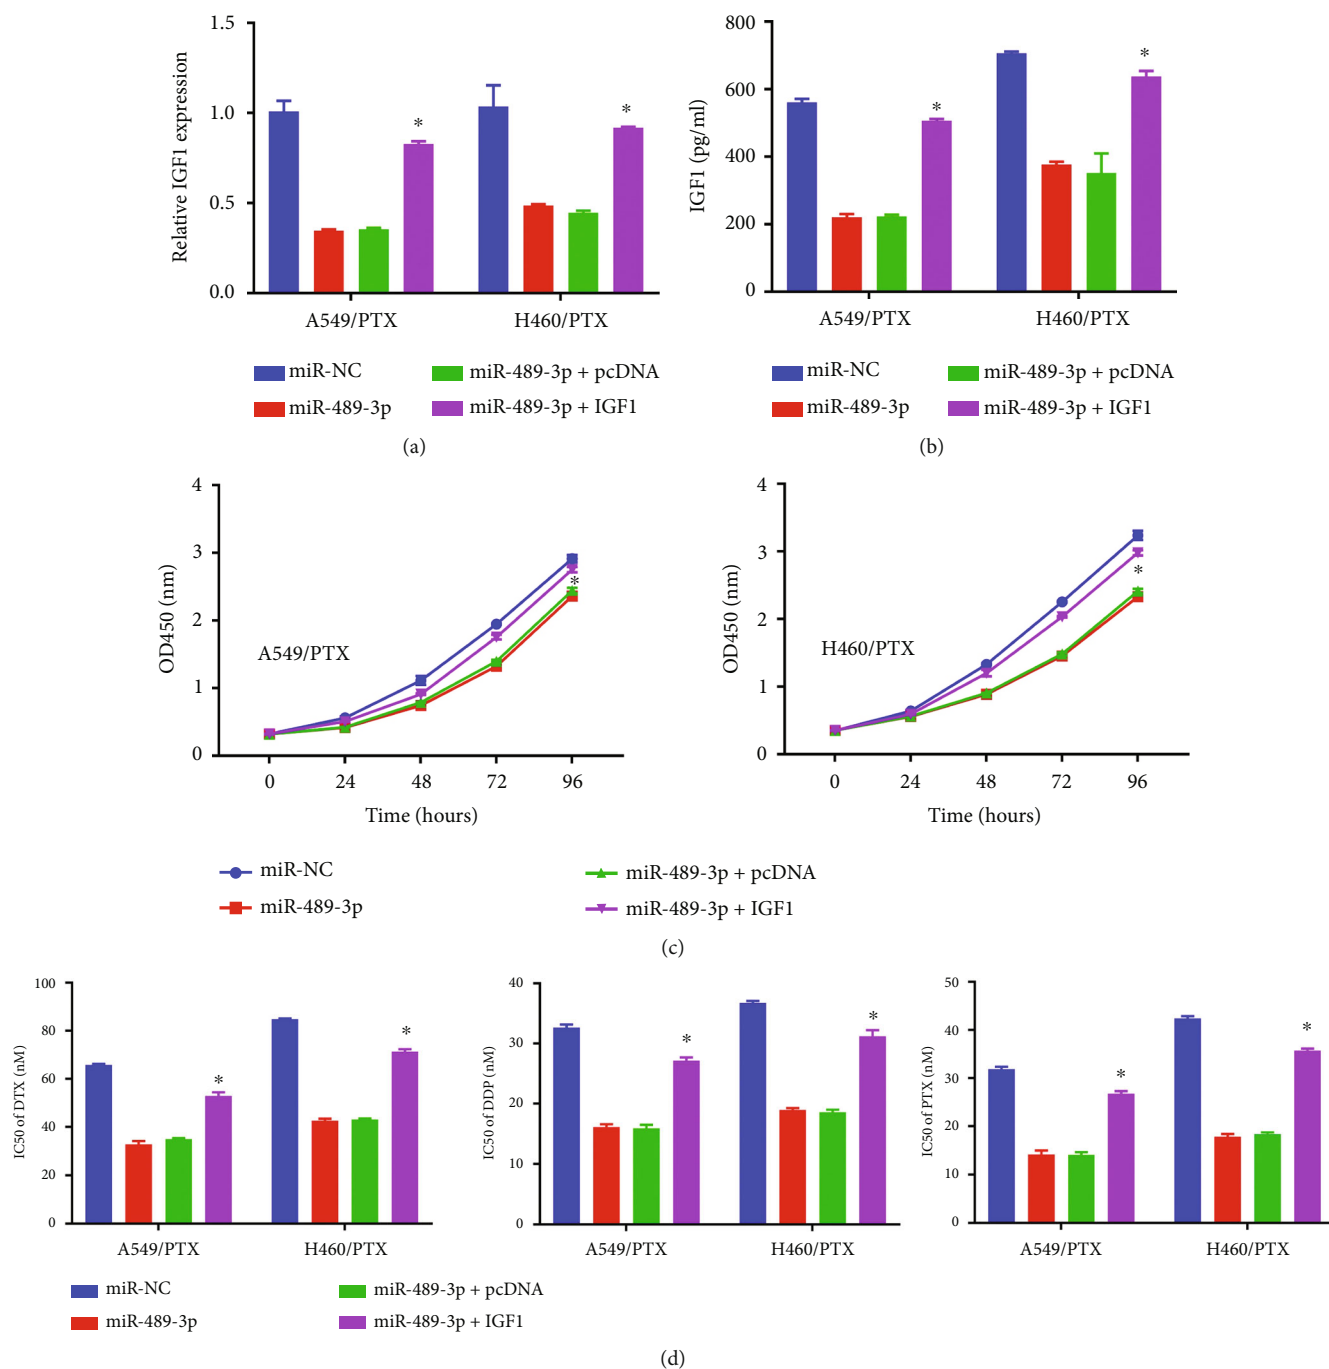 1.5
1.0
0.5
0.0
Relative IGF1 expression
*
*
A549/PTX
H460/PTX
miR-NC
miR-489-3p + pcDNA
miR-489-3p
miR-489-3p + IGF1
(a)
800
600
400
200
0
IGF1 (pg/ml)
*
*
A549/PTX
H460/PTX
miR-NC
miR-489-3p + pcDNA
miR-489-3p
miR-489-3p + IGF1
(b)
4
3
2
1
0
OD450 (nm)
A549/PTX
*
0 24 48 72 96
Time (hours)
4
3
2
1
0
OD450 (nm)
H460/PTX
*
0 24 48 72 96
Time (hours)
miR-NC
miR-489-3p + pcDNA
miR-489-3p
miR-489-3p + IGF1
(c)
100
80
60
40
20
0
IC50 of DTX (nM)
*
*
A549/PTX
H460/PTX
40
30
20
10
0
IC50 of DDP (nM)
*
*
A549/PTX
H460/PTX
50
40
30
20
10
0
IC50 of PTX (nM)
*
*
A549/PTX
H460/PTX
miR-NC
miR-489-3p + pcDNA
miR-489-3p
miR-489-3p + IGF1
(d)